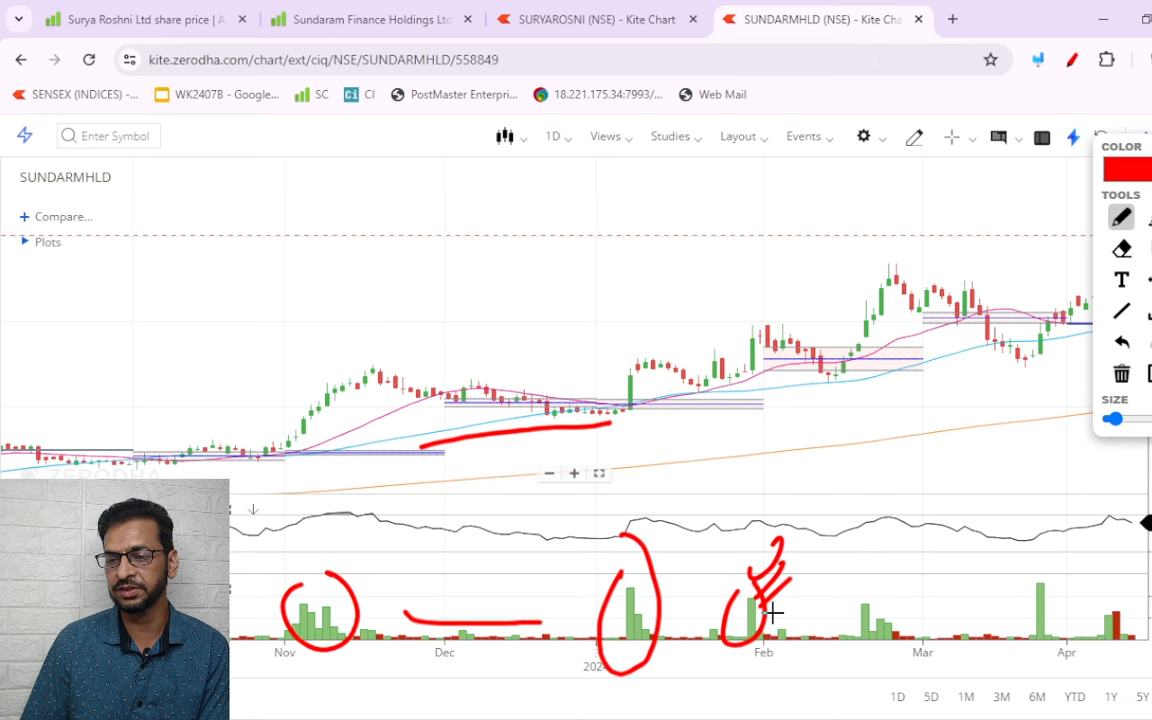 Surya Roshni Ltd share price | A
Sundaram Finance Holdings Ltd
SURYAROSNI (NSE) - Kite Chart
SUNDARMHLD (NSE) - Kite Cha
kite.zerodha.com/chart/ext/ciq/NSE/SUNDARMHLD/558849
SENSEX (INDICES) -...
WK2407B - Google...
SC
CI
PostMaster Enterpri...
18.221.175.34:7993/...
Web Mail
Enter Symbol
1D
Views
Studies
Layout
Events
COLOR
SUNDARMHLD
TOOLS
+ Compare...
Plots
T
SIZE
ZERODHA
Nov
Dec
Feb
Mar
Apr
1D 5D 1M 3M 6M YTD 1Y 5Y